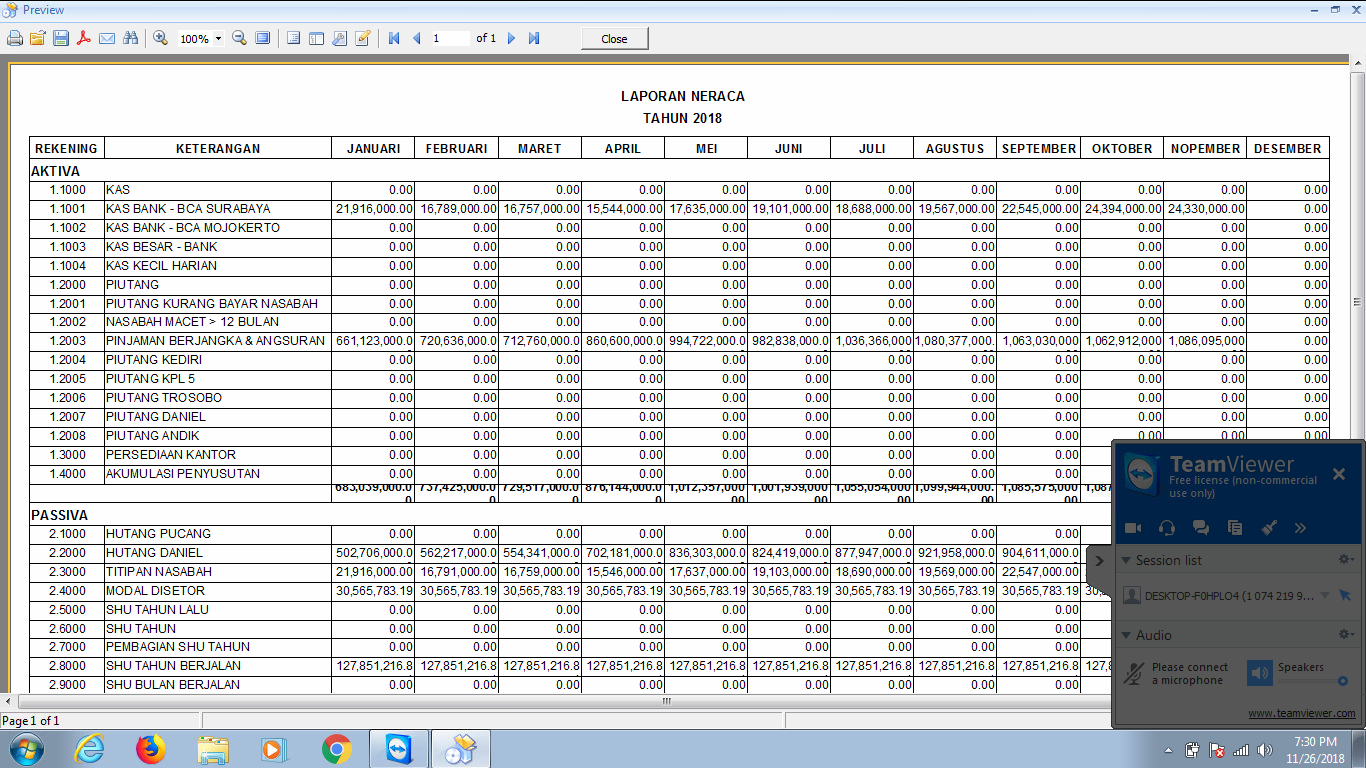 Preview
100%
1 of 1
Close
LAPORAN NERACA
TAHUN 2018
REKENING KETERANGAN JANUARI FEBRUARI MARET APRIL MEI JUNI JULI AGUSTUS SEPTEMBER OKTOBER NOPEMBER DESEMBER
AKTIVA
1.1000 KAS 0.00 0.00 0.00 0.00 0.00 0.00 0.00 0.00 0.00 0.00 0.00 0.00
1.1001 KAS BANK - BCA SURABAYA 21,916,000.00 16,789,000.00 16,757,000.00 15,544,000.00 17,635,000.00 19,101,000.00 18,688,000.00 19,567,000.00 22,545,000.00 24,394,000.00 24,330,000.00 0.00
1.1002 KAS BANK - BCA MOJOKERTO 0.00 0.00 0.00 0.00 0.00 0.00 0.00 0.00 0.00 0.00 0.00 0.00
1.1003 KAS BESAR - BANK 0.00 0.00 0.00 0.00 0.00 0.00 0.00 0.00 0.00 0.00 0.00 0.00
1.1004 KAS KECIL HARIAN 0.00 0.00 0.00 0.00 0.00 0.00 0.00 0.00 0.00 0.00 0.00 0.00
1.2000 PIUTANG 0.00 0.00 0.00 0.00 0.00 0.00 0.00 0.00 0.00 0.00 0.00 0.00
1.2001 PIUTANG KURANG BAYAR NASABAH 0.00 0.00 0.00 0.00 0.00 0.00 0.00 0.00 0.00 0.00 0.00 0.00
1.2002 NASABAH MACET > 12 BULAN 0.00 0.00 0.00 0.00 0.00 0.00 0.00 0.00 0.00 0.00 0.00 0.00
1.2003 PINJAMAN BERJANGKA & ANGSURAN 661,123,000.0 720,636,000.0 712,760,000.0 860,600,000.0 994,722,000.0 982,838,000.0 1,036,366,000 1,080,377,000. 1,063,030,000 1,062,912,000 1,086,095,000 0.00
1.2004 PIUTANG KEDIRI 0.00 0.00 0.00 0.00 0.00 0.00 0.00 0.00 0.00 0.00 0.00 0.00
1.2005 PIUTANG KPL 5 0.00 0.00 0.00 0.00 0.00 0.00 0.00 0.00 0.00 0.00 0.00 0.00
1.2006 PIUTANG TROSOBO 0.00 0.00 0.00 0.00 0.00 0.00 0.00 0.00 0.00 0.00 0.00 0.00
1.2007 PIUTANG DANIEL 0.00 0.00 0.00 0.00 0.00 0.00 0.00 0.00 0.00 0.00 0.00 0.00
1.2008 PIUTANG ANDIK 0.00 0.00 0.00 0.00 0.00 0.00 0.00 0.00 0.00 0.00 0.00 0.00
1.3000 PERSEDIAAN KANTOR 0.00 0.00 0.00 0.00 0.00 0.00 0.00 0.00 0.00
1.4000 AKUMULASI PENYUSUTAN 0.00 0.00 0.00 0.00 0.00 0.00 0.00 0.00 0.00
683,039,000.0 737,425,000.0 729,517,000.0 876,144,000.0 1,012,357,000 1,001,939,000 1,055,054,000 1,099,944,000. 1,085,575,000 1,087
0 0 0 0 00 00 00 00 00
PASSIVA
2.1000 HUTANG PUCANG 0.00 0.00 0.00 0.00 0.00 0.00 0.00 0.00 0.00
2.2000 HUTANG DANIEL 502,706,000.0 562,217,000.0 554,341,000.0 702,181,000.0 836,303,000.0 824,419,000.0 877,947,000.0 921,958,000.0 904,611,000.0
2.3000 TITIPAN NASABAH 21,916,000.00 16,791,000.00 16,759,000.00 15,546,000.00 17,637,000.00 19,103,000.00 18,690,000.00 19,569,000.00 22,547,000.00
2.4000 MODAL DISETOR 30,565,783.19 30,565,783.19 30,565,783.19 30,565,783.19 30,565,783.19 30,565,783.19 30,565,783.19 30,565,783.19 30,565,783.19 30,5
2.5000 SHU TAHUN LALU 0.00 0.00 0.00 0.00 0.00 0.00 0.00 0.00 0.00
2.6000 SHU TAHUN 0.00 0.00 0.00 0.00 0.00 0.00 0.00 0.00 0.00
2.7000 PEMBAGIAN SHU TAHUN 0.00 0.00 0.00 0.00 0.00 0.00 0.00 0.00 0.00
2.8000 SHU TAHUN BERJALAN 127,851,216.8 127,851,216.8 127,851,216.8 127,851,216.8 127,851,216.8 127,851,216.8 127,851,216.8 127,851,216.8 127,851,216.8 127,8
2.9000 SHU BULAN BERJALAN 0.00 0.00 0.00 0.00 0.00 0.00 0.00 0.00 0.00
TeamViewer
Free license (non-commercial
use only)
Session list
DESKTOP-F0HPLO4 (1 074 219 9...
Audio
Please connect
a microphone
Speakers
www.teamviewer.com
Page 1 of 1
7:30 PM
11/26/2018